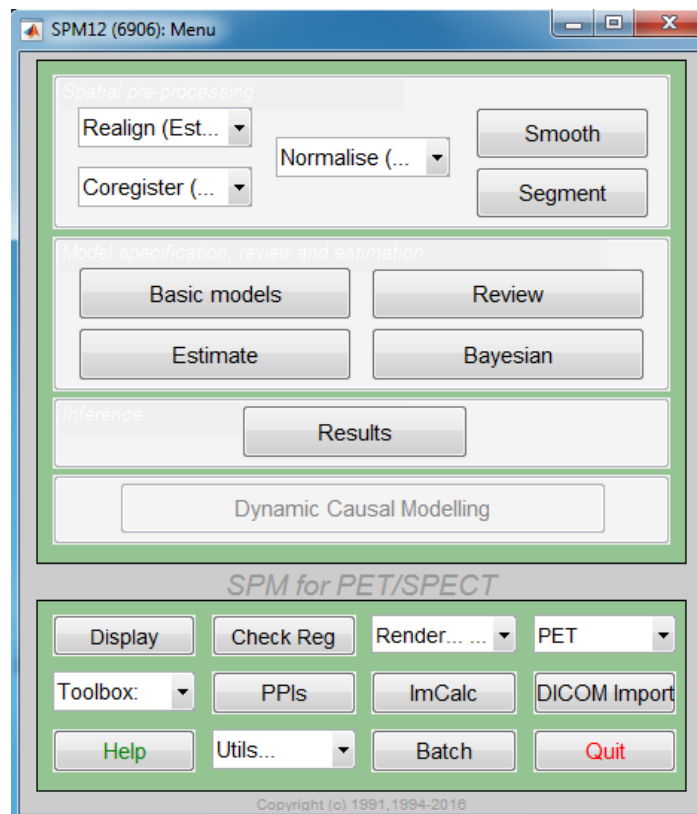 SPM12 (6906): Menu
Spatial pre-processing
Realign (Est...
Normalise (...
Smooth
Coregister (...
Segment
Model specification, review and estimation
Basic models
Review
Estimate
Bayesian
Inference
Results
Dynamic Causal Modelling
SPM for PET/SPECT
Display
Check Reg
Render... ...
PET
Toolbox:
PPIs
ImCalc
DICOM Import
Help
Utils...
Batch
Quit
Copyright (c) 1991,1994-2016